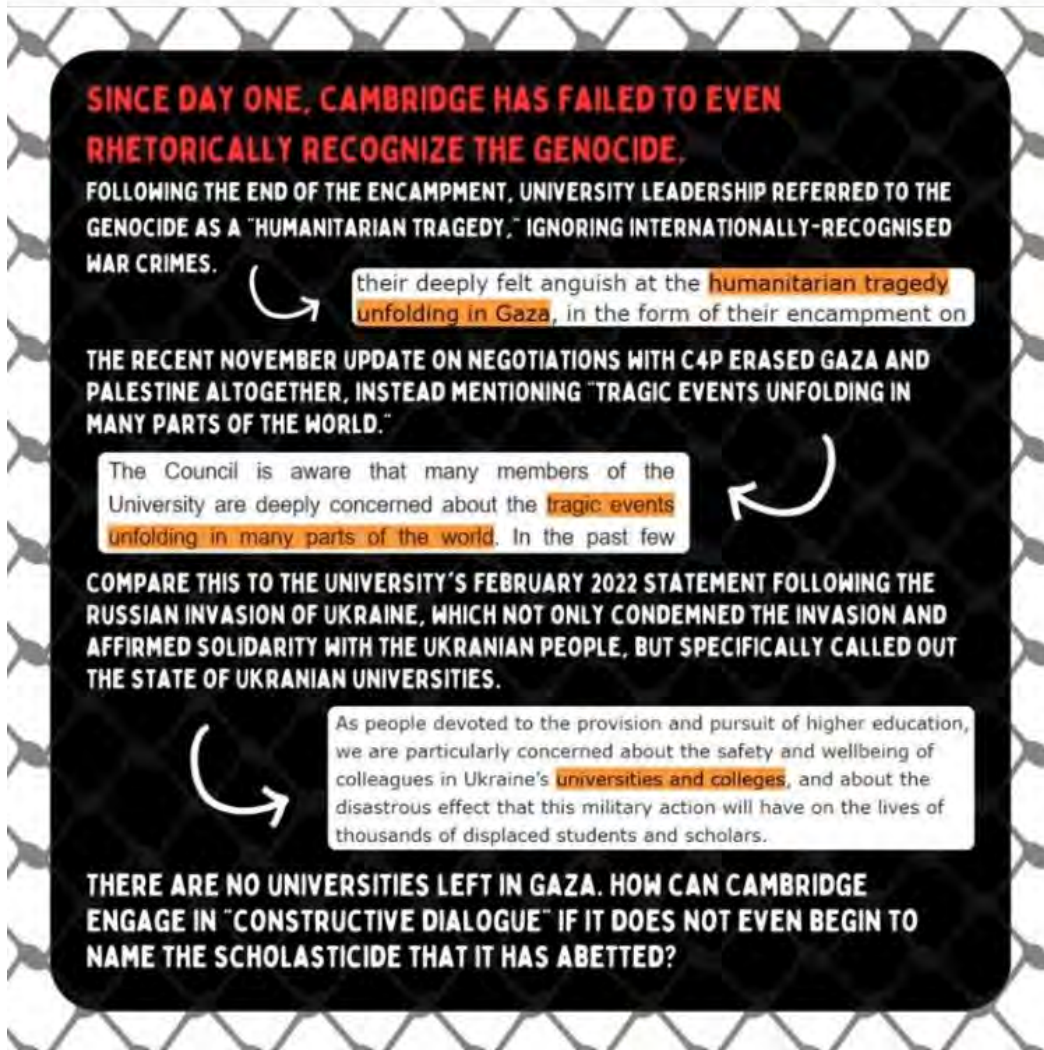 SINCE DAY ONE, CAMBRIDGE HAS FAILED TO EVEN
RHETORICALLY RECOGNIZE THE GENOCIDE.
FOLLOWING THE END OF THE ENCAMPMENT, UNIVERSITY LEADERSHIP REFERRED TO THE
GENOCIDE AS A "HUMANITARIAN TRAGEDY," IGNORING INTERNATIONALLY-RECOGNISED
WAR CRIMES.
their deeply felt anguish at the humanitarian tragedy
unfolding in Gaza, in the form of their encampment on
THE RECENT NOVEMBER UPDATE ON NEGOTIATIONS WITH C4P ERASED GAZA AND
PALESTINE ALTOGETHER, INSTEAD MENTIONING "TRAGIC EVENTS UNFOLDING IN
MANY PARTS OF THE WORLD."
The Council is aware that many members of the
University are deeply concerned about the tragic events
unfolding in many parts of the world. In the past few
COMPARE THIS TO THE UNIVERSITY'S FEBRUARY 2022 STATEMENT FOLLOWING THE
RUSSIAN INVASION OF UKRAINE, WHICH NOT ONLY CONDEMNED THE INVASION AND
AFFIRMED SOLIDARITY WITH THE UKRANIAN PEOPLE, BUT SPECIFICALLY CALLED OUT
THE STATE OF UKRANIAN UNIVERSITIES.
As people devoted to the provision and pursuit of higher education,
we are particularly concerned about the safety and wellbeing of
colleagues in Ukraine's universities and colleges, and about the
disastrous effect that this military action will have on the lives of
thousands of displaced students and scholars.
THERE ARE NO UNIVERSITIES LEFT IN GAZA. HOW CAN CAMBRIDGE
ENGAGE IN "CONSTRUCTIVE DIALOGUE" IF IT DOES NOT EVEN BEGIN TO
NAME THE SCHOLASTICIDE THAT IT HAS ABETTED?